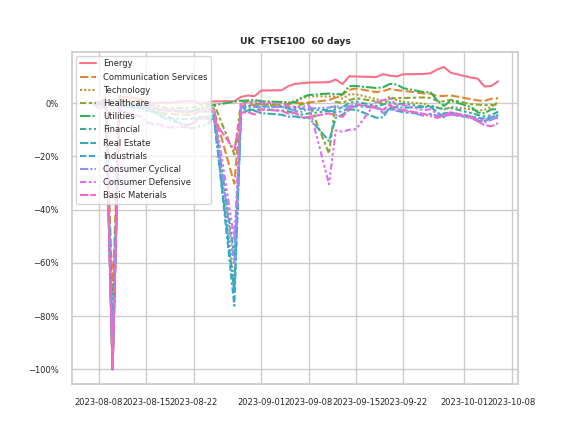 UK  FTSE100  60 days
Energy
Communication Services
Technology
Healthcare
Utilities
Financial
Real Estate
Industrials
Consumer Cyclical
Consumer Defensive
Basic Materials
0%
−20%
−40%
−60%
−80%
−100%
2023-08-08 2023-08-15 2023-08-22 2023-09-01 2023-09-08 2023-09-15 2023-09-22 2023-10-01 2023-10-08